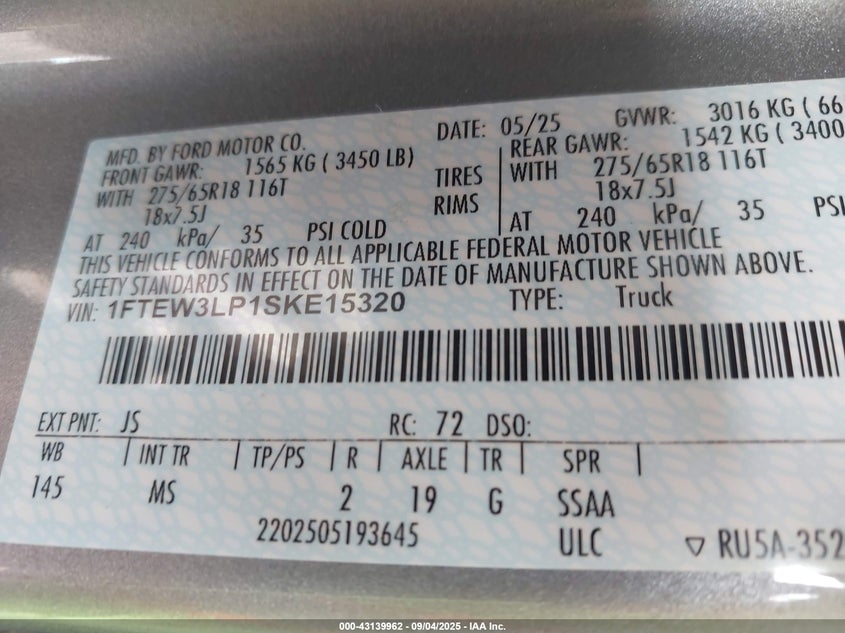 MFD. BY FORD MOTOR CO. DATE: 05/25 GVWR: 3016 KG ( 66
FRONT GAWR: 1565 KG ( 3450 LB) REAR GAWR: 1542 KG ( 3400
WITH 275/65R18 116T TIRES WITH 275/65R18 116T
18x7.5J RIMS 18x7.5J
AT 240 kPa/ 35 PSI COLD AT 240 kPa/ 35 PSI
THIS VEHICLE CONFORMS TO ALL APPLICABLE FEDERAL MOTOR VEHICLE
SAFETY STANDARDS IN EFFECT ON THE DATE OF MANUFACTURE SHOWN ABOVE.
VIN: 1FTEW3LP1SKE15320 TYPE: Truck
EXT PNT: JS RC: 72 DSO:
WB INT TR TP/PS R AXLE TR SPR
145 MS 2 19 G SSAA
2202505193645 ULC RU5A-352
000-43139962 - 09/04/2025 - IAA Inc.